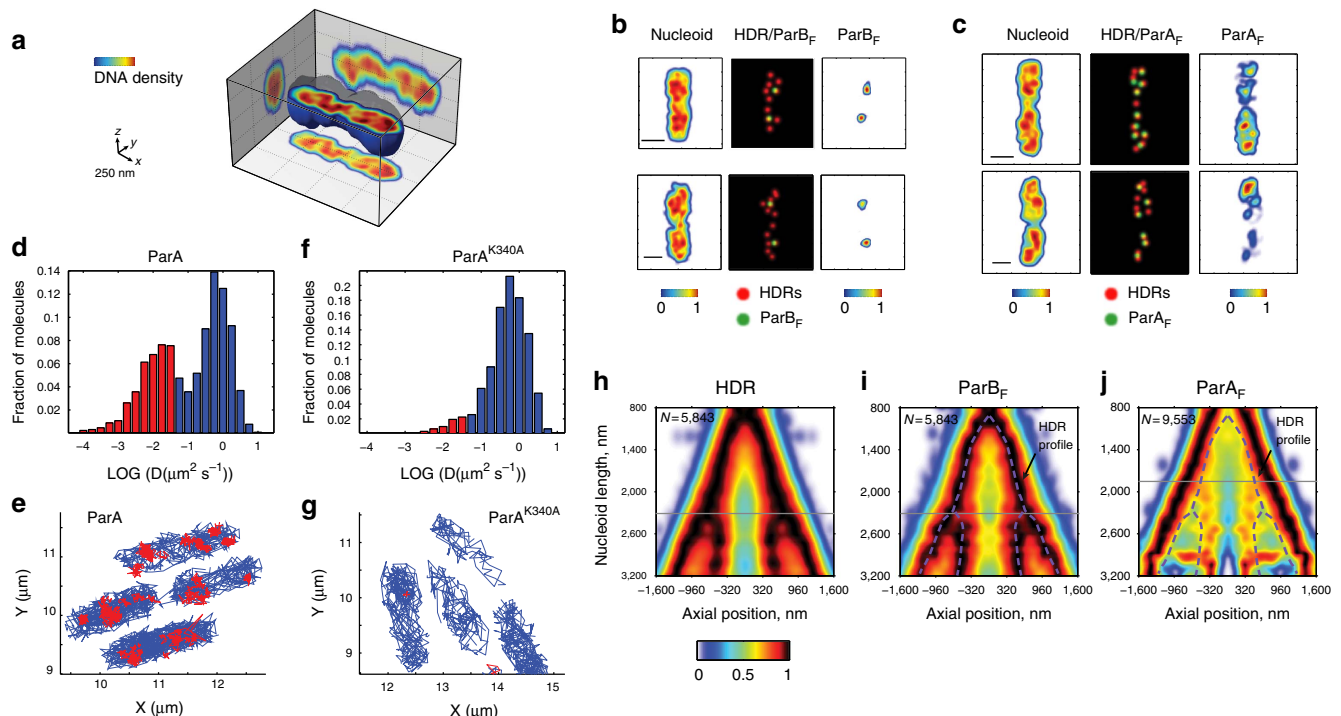 a
DNA density
z
y
x
250 nm
b
Nucleoid
HDR/ParB_F
ParB_F
0 1
HDRs
ParB_F
0 1
c
Nucleoid
HDR/ParA_F
ParA_F
0 1
HDRs
ParA_F
0 1
d
ParA
Fraction of molecules
0.14
0.12
0.10
0.08
0.06
0.04
0.02
−4 −3 −2 −1 0 1
LOG (D(μm² s⁻¹))
f
ParA^K340A
Fraction of molecules
0.2
0.18
0.16
0.14
0.12
0.1
0.08
0.06
0.04
0.02
−4 −3 −2 −1 0 1
LOG (D(μm² s⁻¹))
e
ParA
Y (μm)
11
11
10
9
10 11 12
X (μm)
g
ParA^K340A
Y (μm)
11
10
9
12 13 14 15
X (μm)
h
HDR
N=5,843
Nucleoid length, nm
800
1,400
2,000
2,600
3,200
−1,600 −960 −320 320 960 1,600
Axial position, nm
0 0.5 1
i
ParB_F
N=5,843
HDR
profile
800
1,400
2,000
2,600
3,200
−1,600 −960 −320 320 960 1,600
Axial position, nm
j
ParA_F
N=9,553
HDR
profile
800
1,400
2,000
2,600
3,200
−1,600 −960 −320 320 960 1,600
Axial position, nm